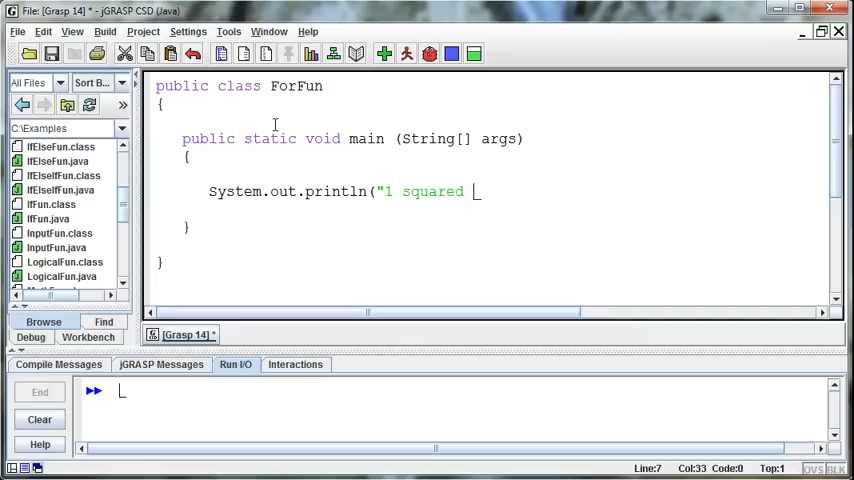 [Grasp 14] - jGRASP CSD (Java)
File Edit View Build Project Settings Tools Window Help
All Files Sort B...
C:\Examples
IfElseFun.class
IfElseFun.java
IfElseIfFun.class
IfElseIfFun.java
IfFun.class
IfFun.java
InputFun.class
InputFun.java
LogicalFun.class
LogicalFun.java
Browse Find
Debug Workbench
public class ForFun
{
public static void main (String[] args)
{
System.out.println("1 squared
}
}
[Grasp 14] *
Compile Messages jGRASP Messages Run I/O Interactions
End
Clear
Help
Line:7 Col:33 Code:0 Top:1 OVS BLK